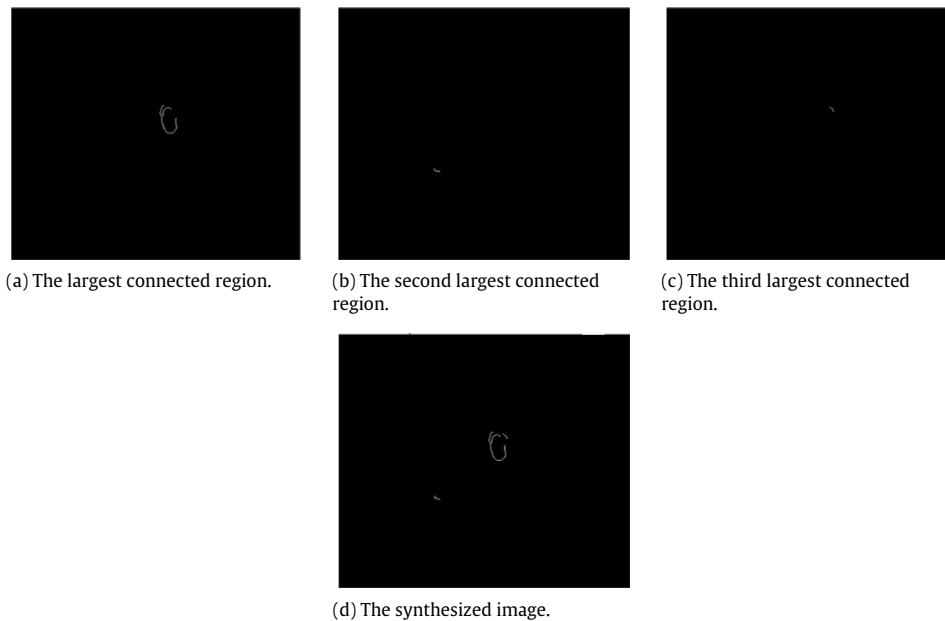 (a) The largest connected region.
(b) The second largest connected
region.
(c) The third largest connected
region.
(d) The synthesized image.